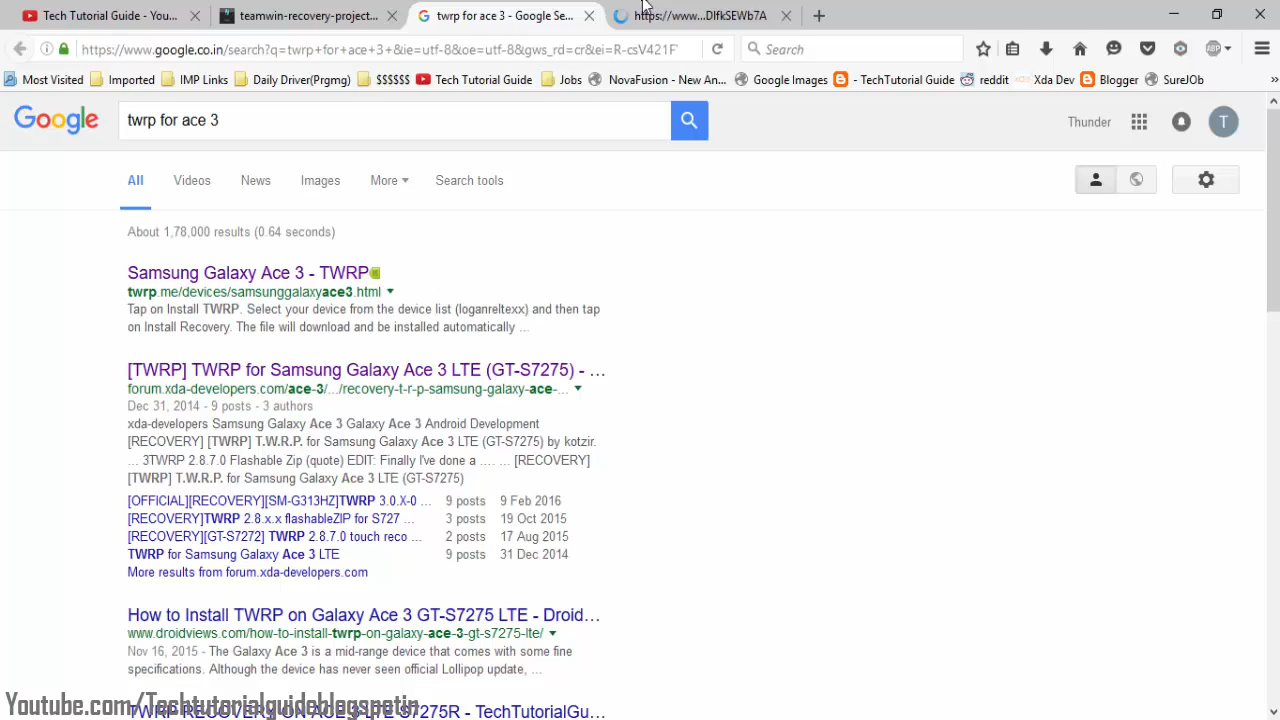 Tech Tutorial Guide - You...
teamwin-recovery-project...
twrp for ace 3 - Google Se...
https://www...DIfkSEWb7A
https://www.google.co.in/search?q=twrp+for+ace+3+&ie=utf-8&oe=utf-8&gws_rd=cr&ei=R-csV421F
Search
Most Visited
Imported
IMP Links
Daily Driver(Prgmg)
$$$$$$
Tech Tutorial Guide
Jobs
NovaFusion - New An...
Google Images
- TechTutorial Guide
reddit
Xda Dev
Blogger
SureJOb
Google
twrp for ace 3
Thunder
T
All
Videos
News
Images
More
Search tools
About 1,78,000 results (0.64 seconds)
Samsung Galaxy Ace 3 - TWRP
twrp.me/devices/samsunggalaxyace3.html
Tap on Install TWRP. Select your device from the device list (loganreltexx) and then tap
on Install Recovery. The file will download and be installed automatically ...
[TWRP] TWRP for Samsung Galaxy Ace 3 LTE (GT-S7275) - ...
forum.xda-developers.com/ace-3/.../recovery-t-r-p-samsung-galaxy-ace-...
Dec 31, 2014 - 9 posts - 3 authors
xda-developers Samsung Galaxy Ace 3 Galaxy Ace 3 Android Development
[RECOVERY] [TWRP] T.W.R.P. for Samsung Galaxy Ace 3 LTE (GT-S7275) by kotzir.
... 3TWRP 2.8.7.0 Flashable Zip (quote) EDIT: Finally I've done a .... ... [RECOVERY]
[TWRP] T.W.R.P. for Samsung Galaxy Ace 3 LTE (GT-S7275)
[OFFICIAL][RECOVERY][SM-G313HZ]TWRP 3.0.X-0 ... 9 posts 9 Feb 2016
[RECOVERY]TWRP 2.8.x.x flashableZIP for S727 ... 3 posts 19 Oct 2015
[RECOVERY][GT-S7272] TWRP 2.8.7.0 touch reco ... 2 posts 17 Aug 2015
TWRP for Samsung Galaxy Ace 3 LTE 9 posts 31 Dec 2014
More results from forum.xda-developers.com
How to Install TWRP on Galaxy Ace 3 GT-S7275 LTE - Droid...
www.droidviews.com/how-to-install-twrp-on-galaxy-ace-3-gt-s7275-lte/
Nov 16, 2015 - The Galaxy Ace 3 is a mid-range device that comes with some fine
specifications. Although the device has never seen official Lollipop update, ...
Youtube.com/Techtutorialguideblogspotin
TWRP RECOVERY ON ACE 3 S7275R - TechTutorialGu...